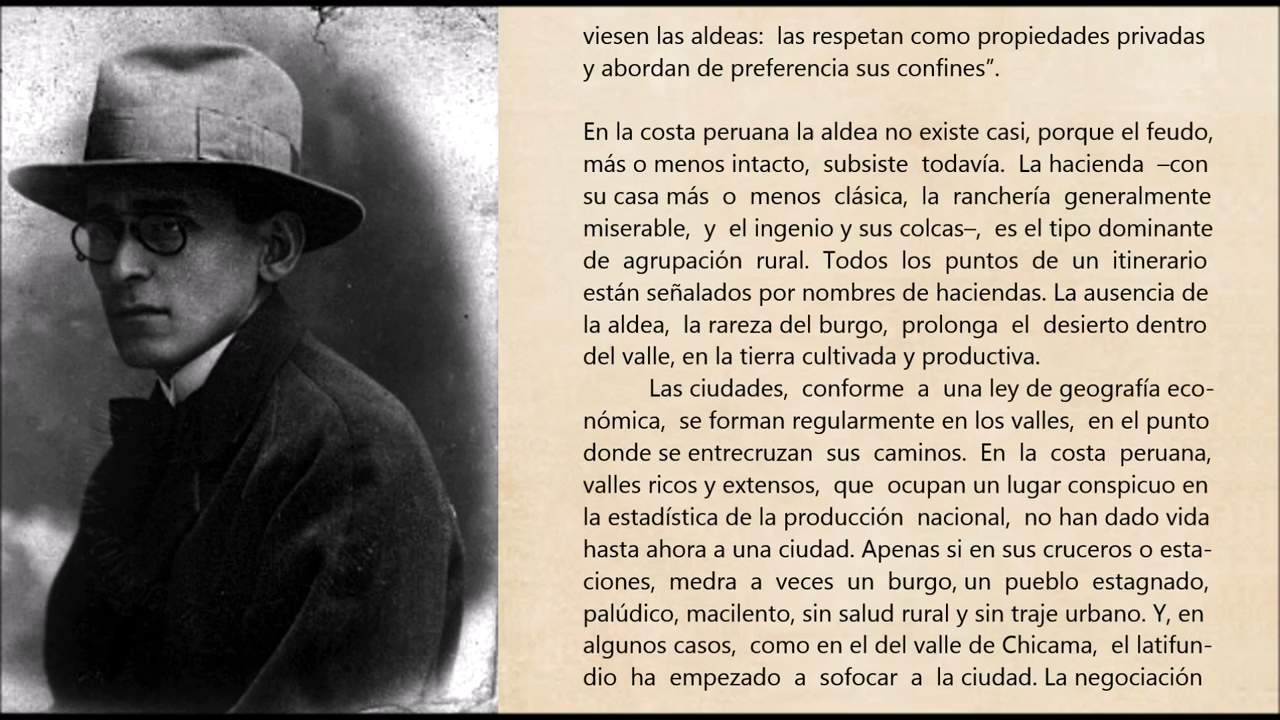 viesen las aldeas: las respetan como propiedades privadas
y abordan de preferencia sus confines”.
En la costa peruana la aldea no existe casi, porque el feudo,
más o menos intacto, subsiste todavía. La hacienda –con
su casa más o menos clásica, la ranchería generalmente
miserable, y el ingenio y sus colcas–, es el tipo dominante
de agrupación rural. Todos los puntos de un itinerario
están señalados por nombres de haciendas. La ausencia de
la aldea, la rareza del burgo, prolonga el desierto dentro
del valle, en la tierra cultivada y productiva.
Las ciudades, conforme a una ley de geografía eco-
nómica, se forman regularmente en los valles, en el punto
donde se entrecruzan sus caminos. En la costa peruana,
valles ricos y extensos, que ocupan un lugar conspicuo en
la estadística de la producción nacional, no han dado vida
hasta ahora a una ciudad. Apenas si en sus cruceros o esta-
ciones, medra a veces un burgo, un pueblo estagnado,
palúdico, macilento, sin salud rural y sin traje urbano. Y, en
algunos casos, como en el del valle de Chicama, el latifun-
dio ha empezado a sofocar a la ciudad. La negociación